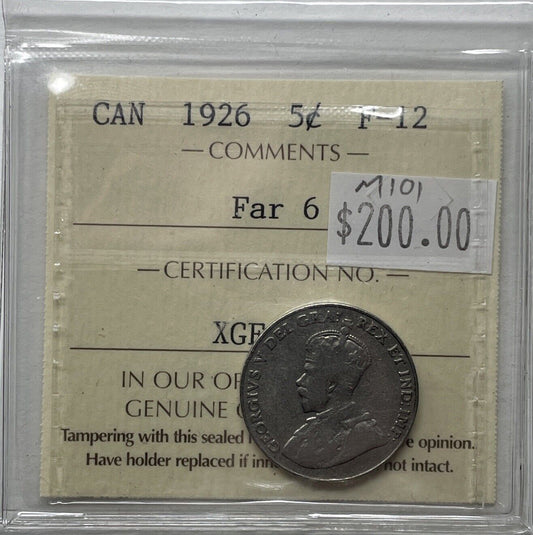 CAN 1926 5¢ F-12
— COMMENTS —
Far 6
M101
$200.00
— CERTIFICATION NO. —
XGF
IN OUR OP
GENUINE
Tampering with this sealed e opinion.
Have holder replaced if inn not intact.
GEORGIVS V DEI GRA: REX ET IND:IMP: